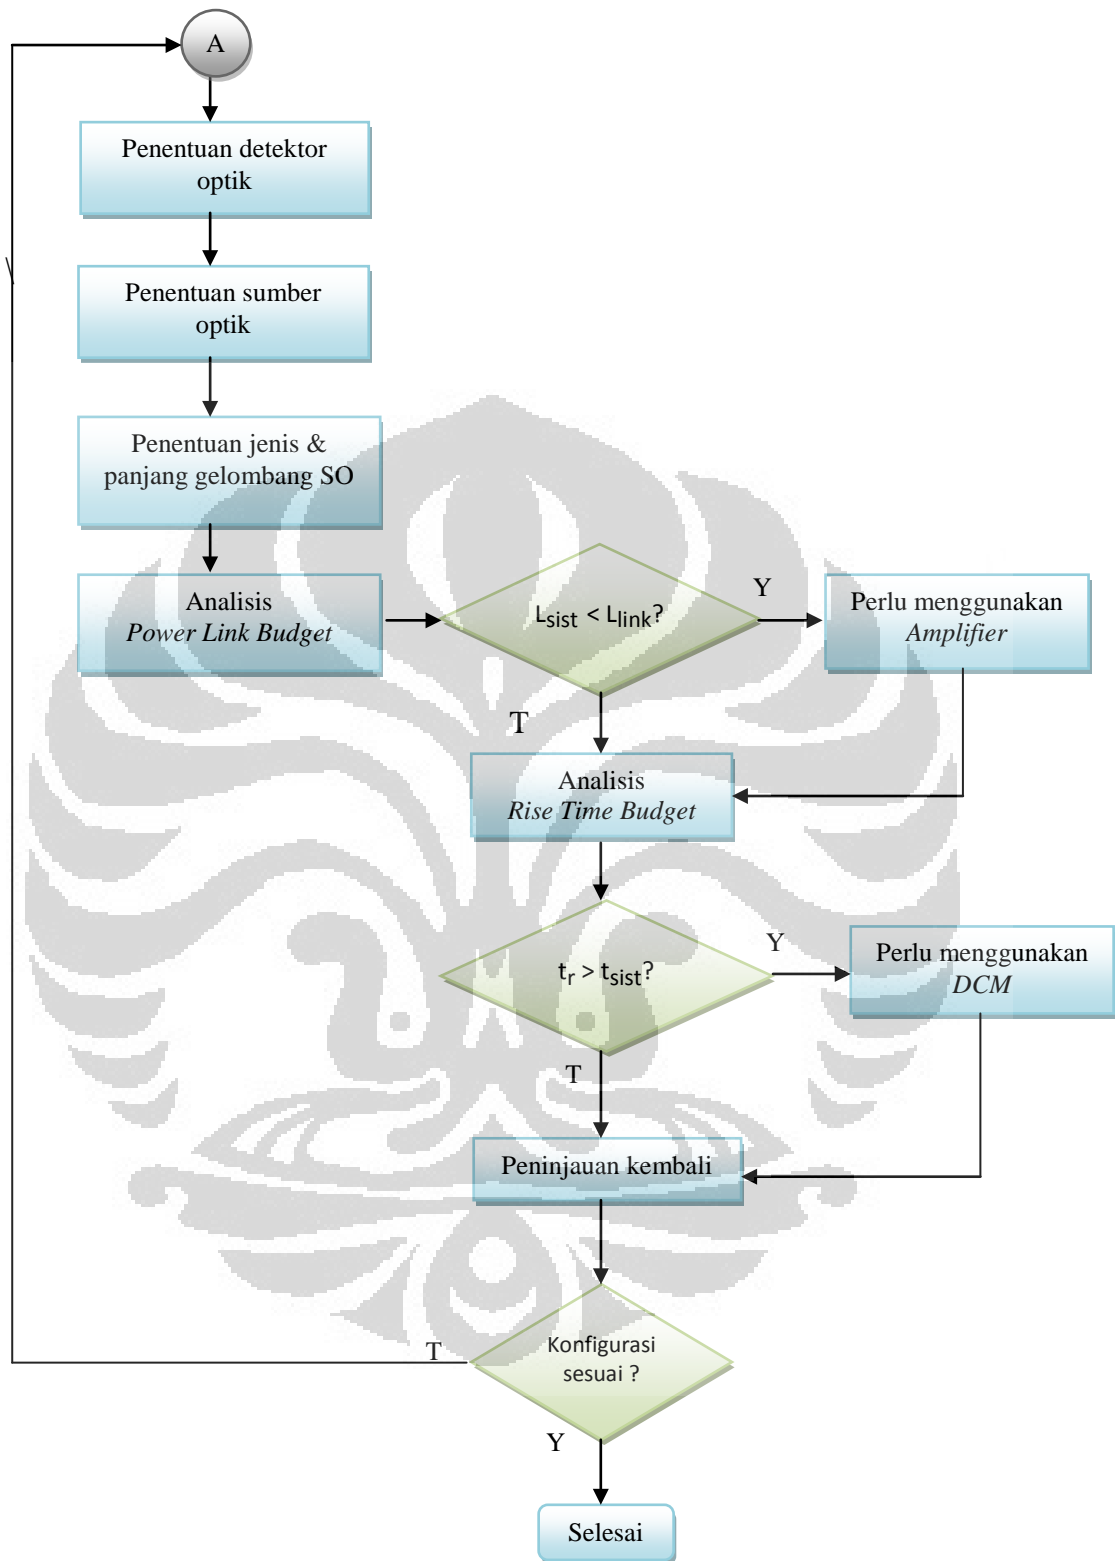 A
Penentuan detektor
optik
Penentuan sumber
optik
Penentuan jenis &
panjang gelombang SO
Analisis
Power Link Budget
Lsist < Llink?
Y
Perlu menggunakan
Amplifier
T
Analisis
Rise Time Budget
tr > tsist?
Y
Perlu menggunakan
DCM
T
Peninjauan kembali
Konfigurasi
sesuai ?
T
Y
Selesai